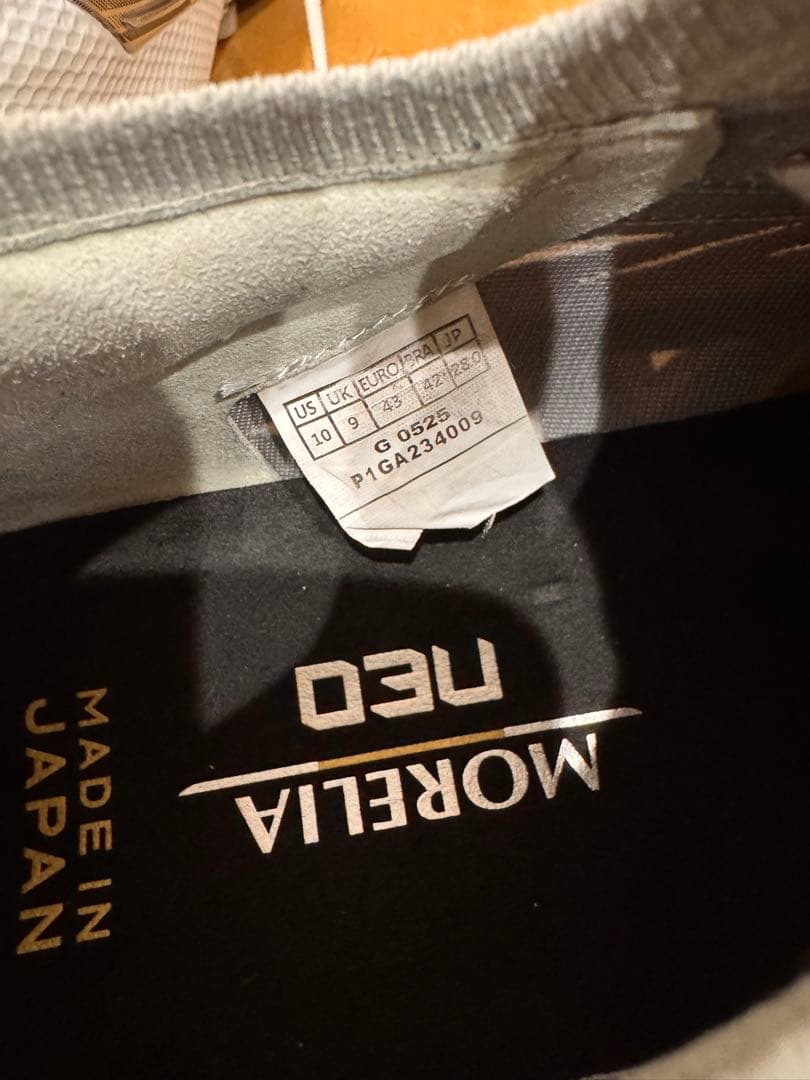 US UK EURO BRA JP
10 9 43 42 28.0
G 0525
P1GA234009
MORELIA
NEO
MADE IN
JAPAN